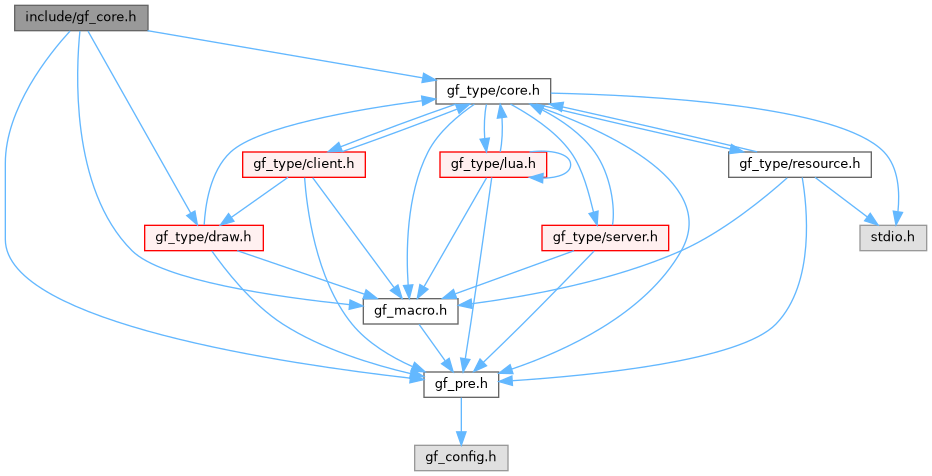 include/gf_core.h
gf_type/core.h
gf_type/client.h
gf_type/lua.h
gf_type/resource.h
gf_type/draw.h
gf_type/server.h
stdio.h
gf_macro.h
gf_pre.h
gf_config.h